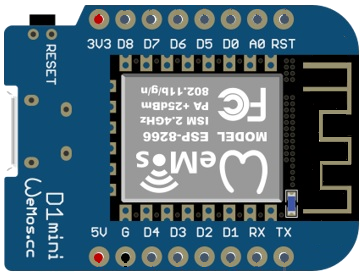 3V3 D8 D7 D6 D5 D0 A0 RST
RESET
MODEL ESP-8266
ISM 2.4GHz
PA +25dBm
802.11b/g/n
FC
WeMos
D1 mini
WeMos.cc
5V G D4 D3 D2 D1 RX TX